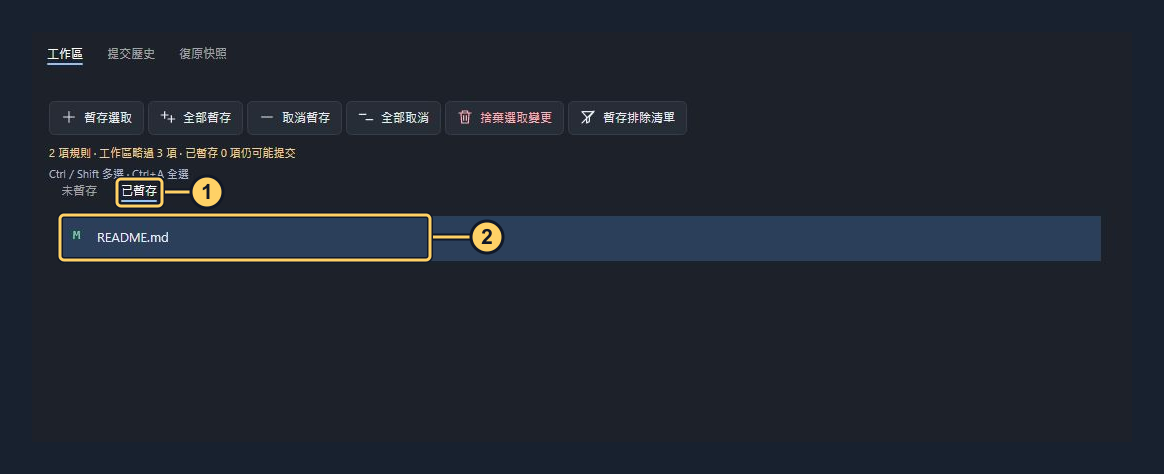 工作區 提交歷史 復原快照
暫存選取 全部暫存 取消暫存 全部取消 捨棄選取變更 暫存排除清單
2 項規則 · 工作區略過 3 項 · 已暫存 0 項仍可能提交
Ctrl / Shift 多選 · Ctrl+A 全選
未暫存 已暫存 1
M README.md 2